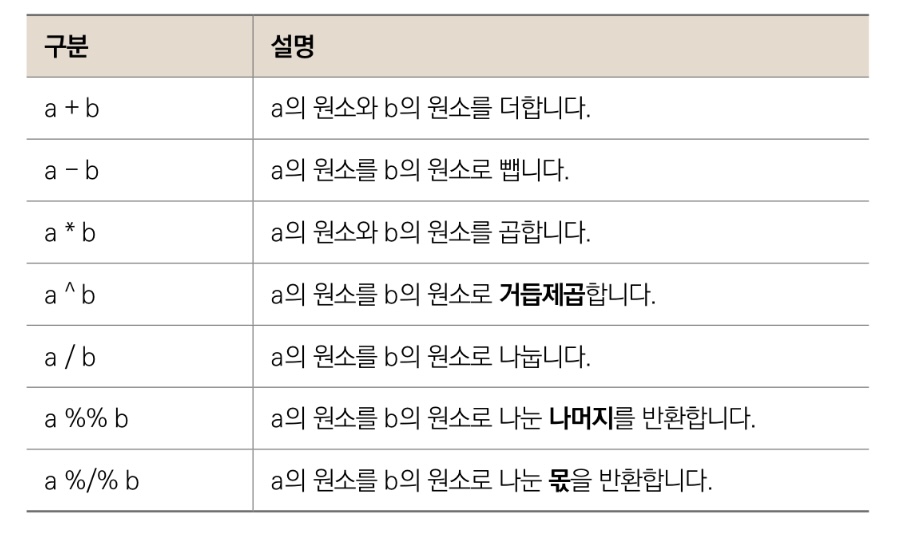 구분 설명
a + b a의 원소와 b의 원소를 더합니다.
a - b a의 원소를 b의 원소로 뺍니다.
a * b a의 원소와 b의 원소를 곱합니다.
a ^ b a의 원소를 b의 원소로 거듭제곱합니다.
a / b a의 원소를 b의 원소로 나눕니다.
a %% b a의 원소를 b의 원소로 나눈 나머지를 반환합니다.
a %/% b a의 원소를 b의 원소로 나눈 몫을 반환합니다.